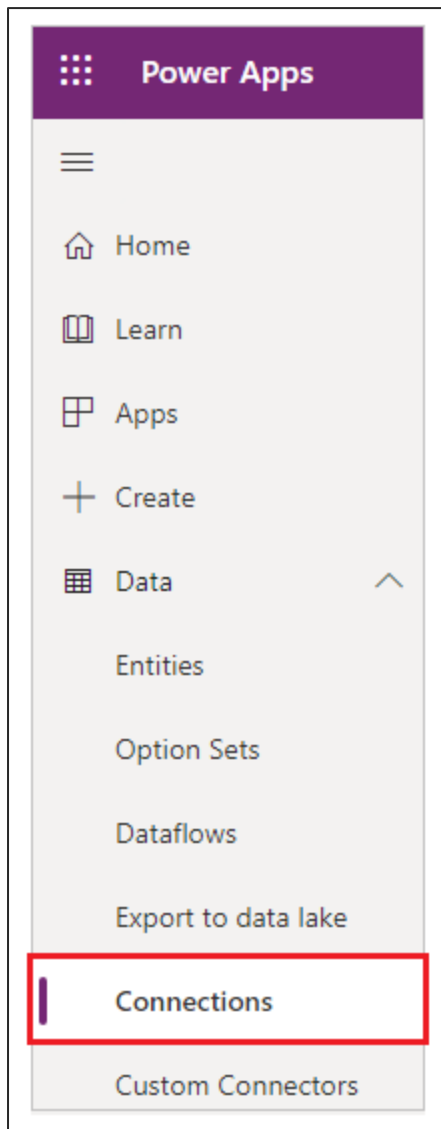 Power Apps
Home
Learn
Apps
Create
Data
Entities
Option Sets
Dataflows
Export to data lake
Connections
Custom Connectors